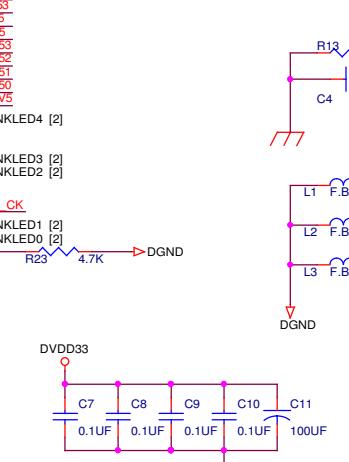 R13
C4
NKLED4 [2]
NKLED3 [2]
NKLED2 [2]
L1 F.B
_CK
NKLED1 [2]
L2 F.B
NKLED0 [2]
R23 4.7K
DGND
L3 F.B
DGND
DVDD33
C7 C8 C9 C10 C11
0.1UF 0.1UF 0.1UF 0.1UF 100UF